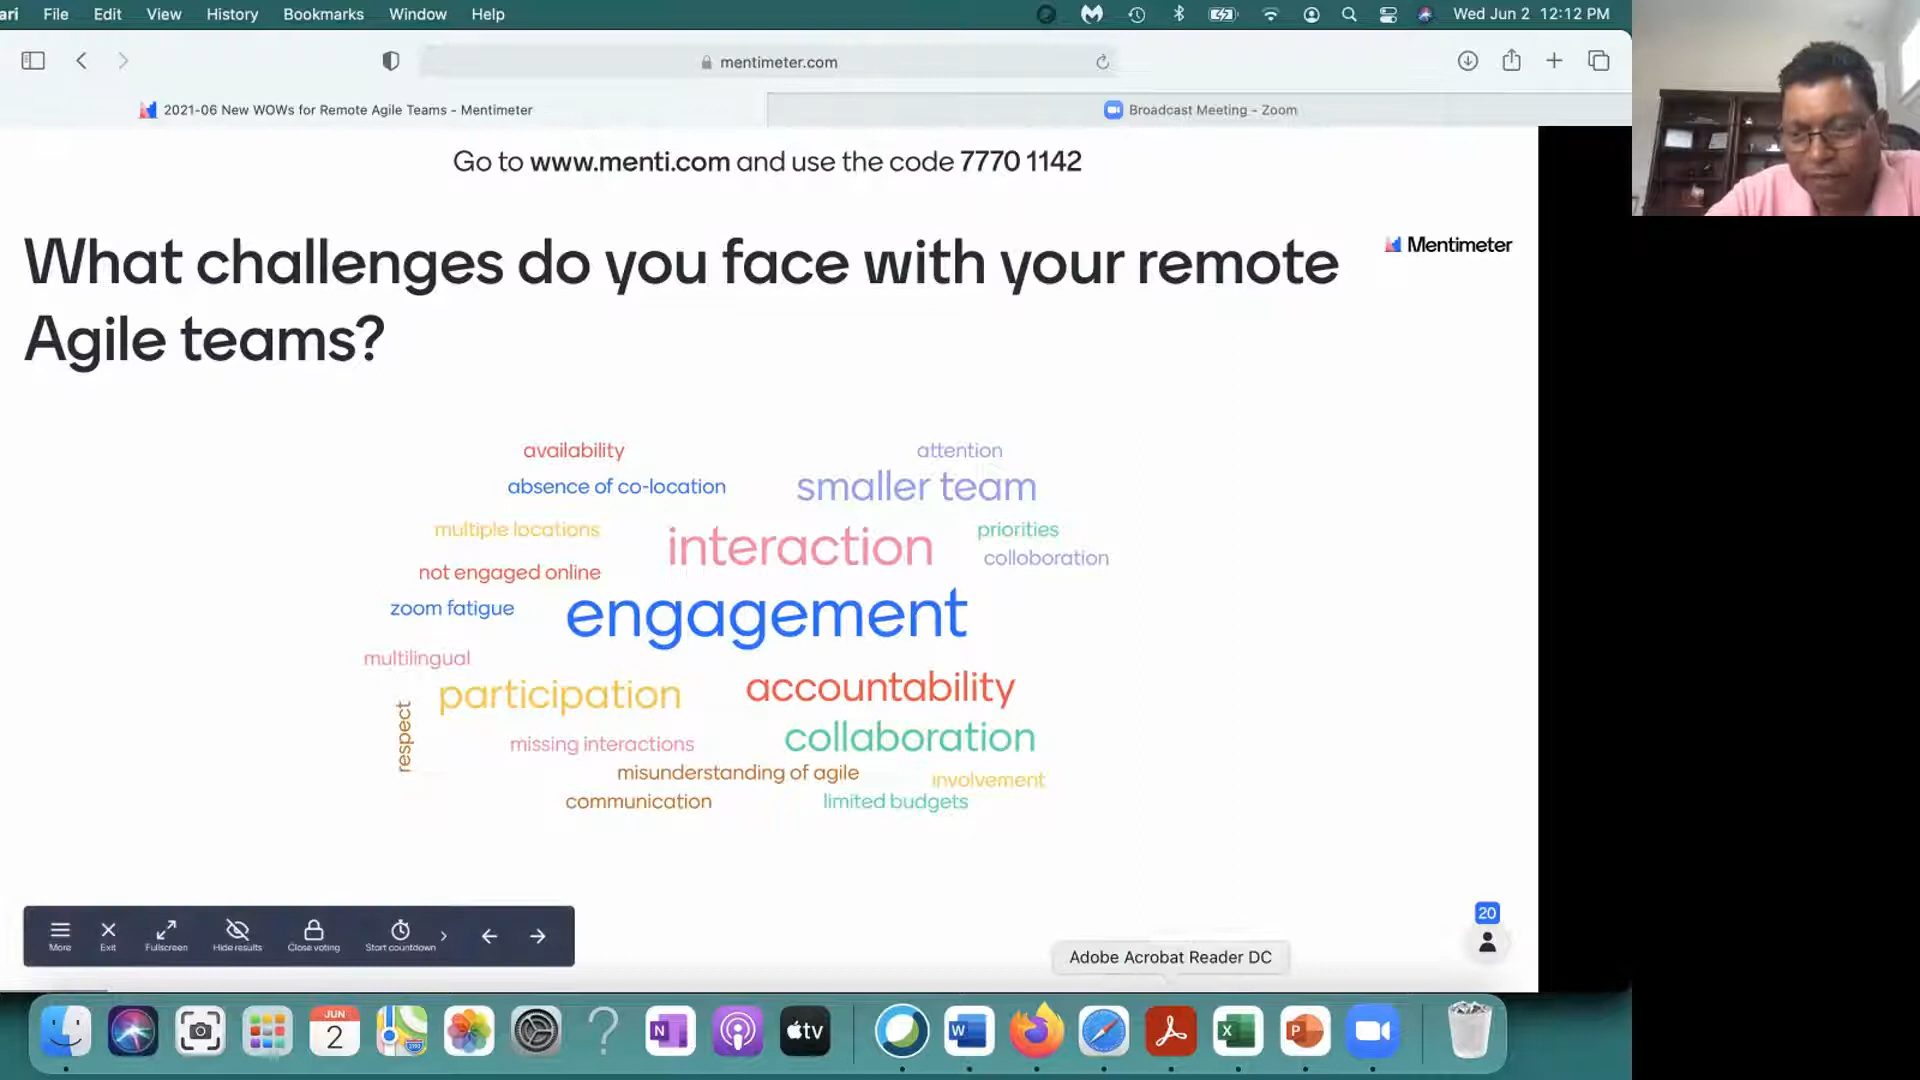 ari File Edit View History Bookmarks Window Help Wed Jun 2 12:12 PM
mentimeter.com
2021-06 New WOWs for Remote Agile Teams - Mentimeter
Broadcast Meeting - Zoom
Go to www.menti.com and use the code 7770 1142
What challenges do you face with your remote
Agile teams?
Mentimeter
availability
attention
absence of co-location
smaller team
multiple locations
interaction
priorities
colloboration
not engaged online
zoom fatigue
engagement
multilingual
participation
accountability
respect
missing interactions
collaboration
misunderstanding of agile
involvement
communication
limited budgets
More Exit Fullscreen Hide results Close voting Start countdown
20
Adobe Acrobat Reader DC
JUN
2
N
tv
W
X
P